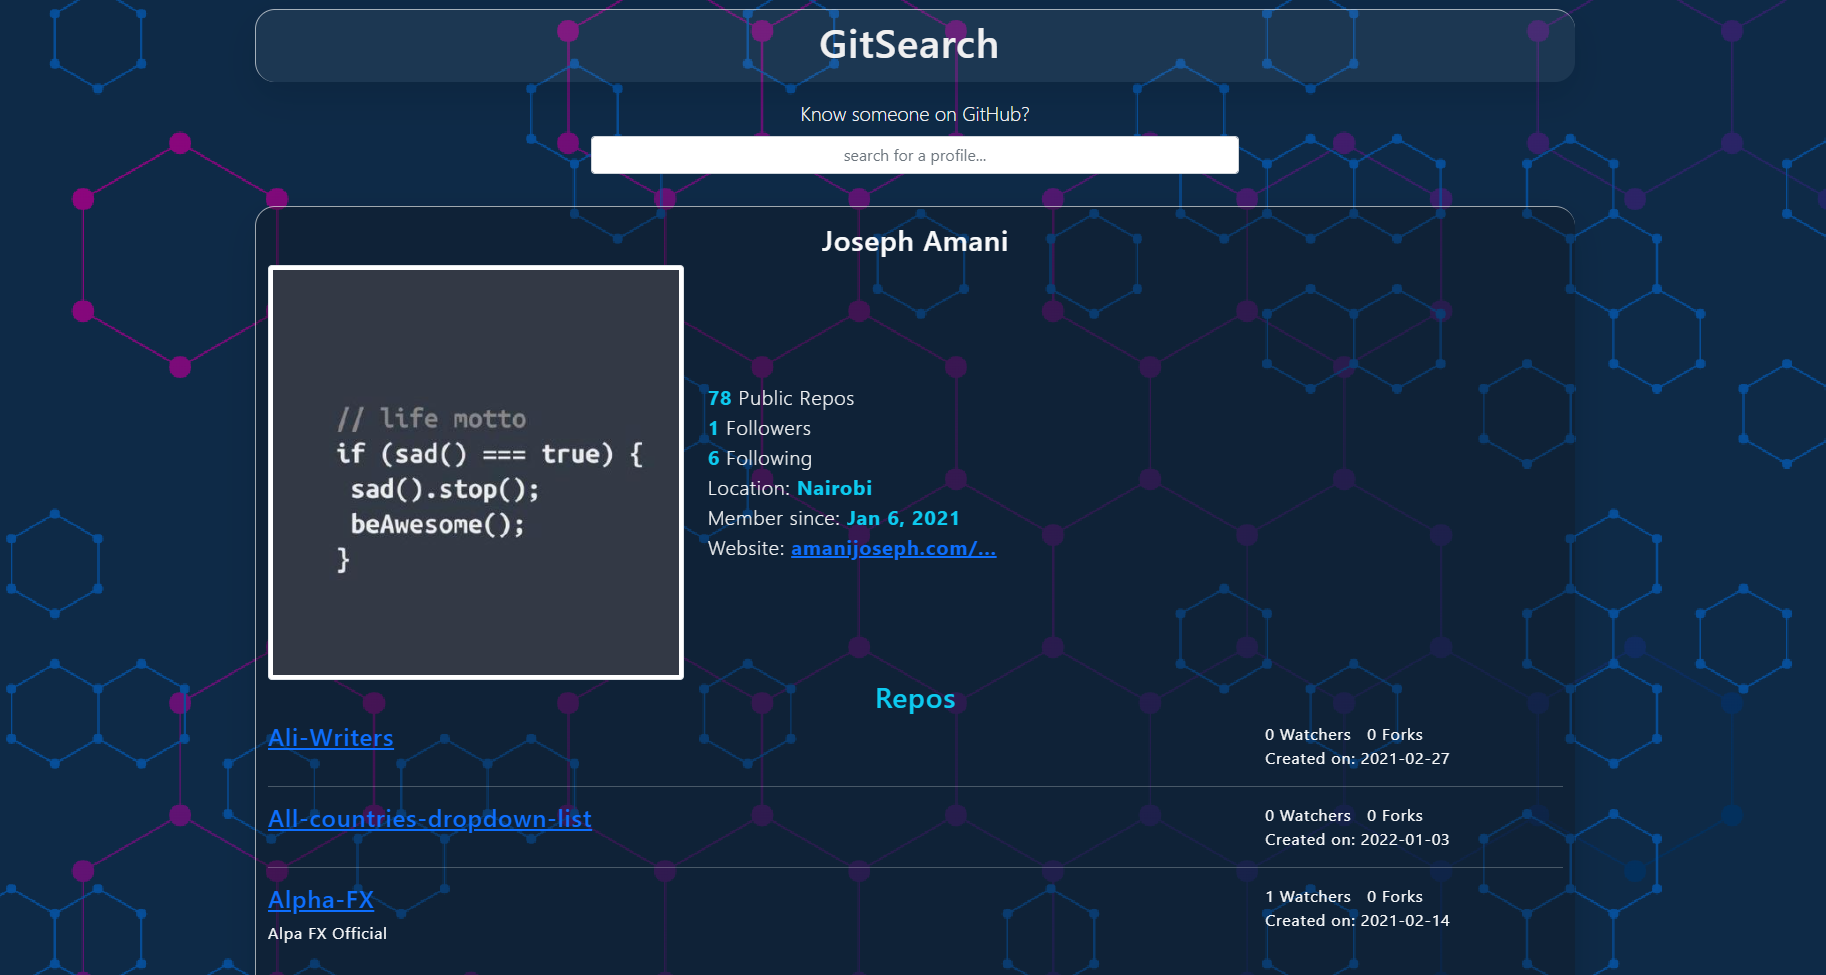 GitSearch
Know someone on GitHub?
search for a profile...
Joseph Amani
// life motto
if (sad() === true) {
sad().stop();
beAwesome();
}
78 Public Repos
1 Followers
6 Following
Location: Nairobi
Member since: Jan 6, 2021
Website: amanijoseph.com/...
Repos
Ali-Writers
0 Watchers 0 Forks
Created on: 2021-02-27
All-countries-dropdown-list
0 Watchers 0 Forks
Created on: 2022-01-03
Alpha-FX
Alpa FX Official
1 Watchers 0 Forks
Created on: 2021-02-14